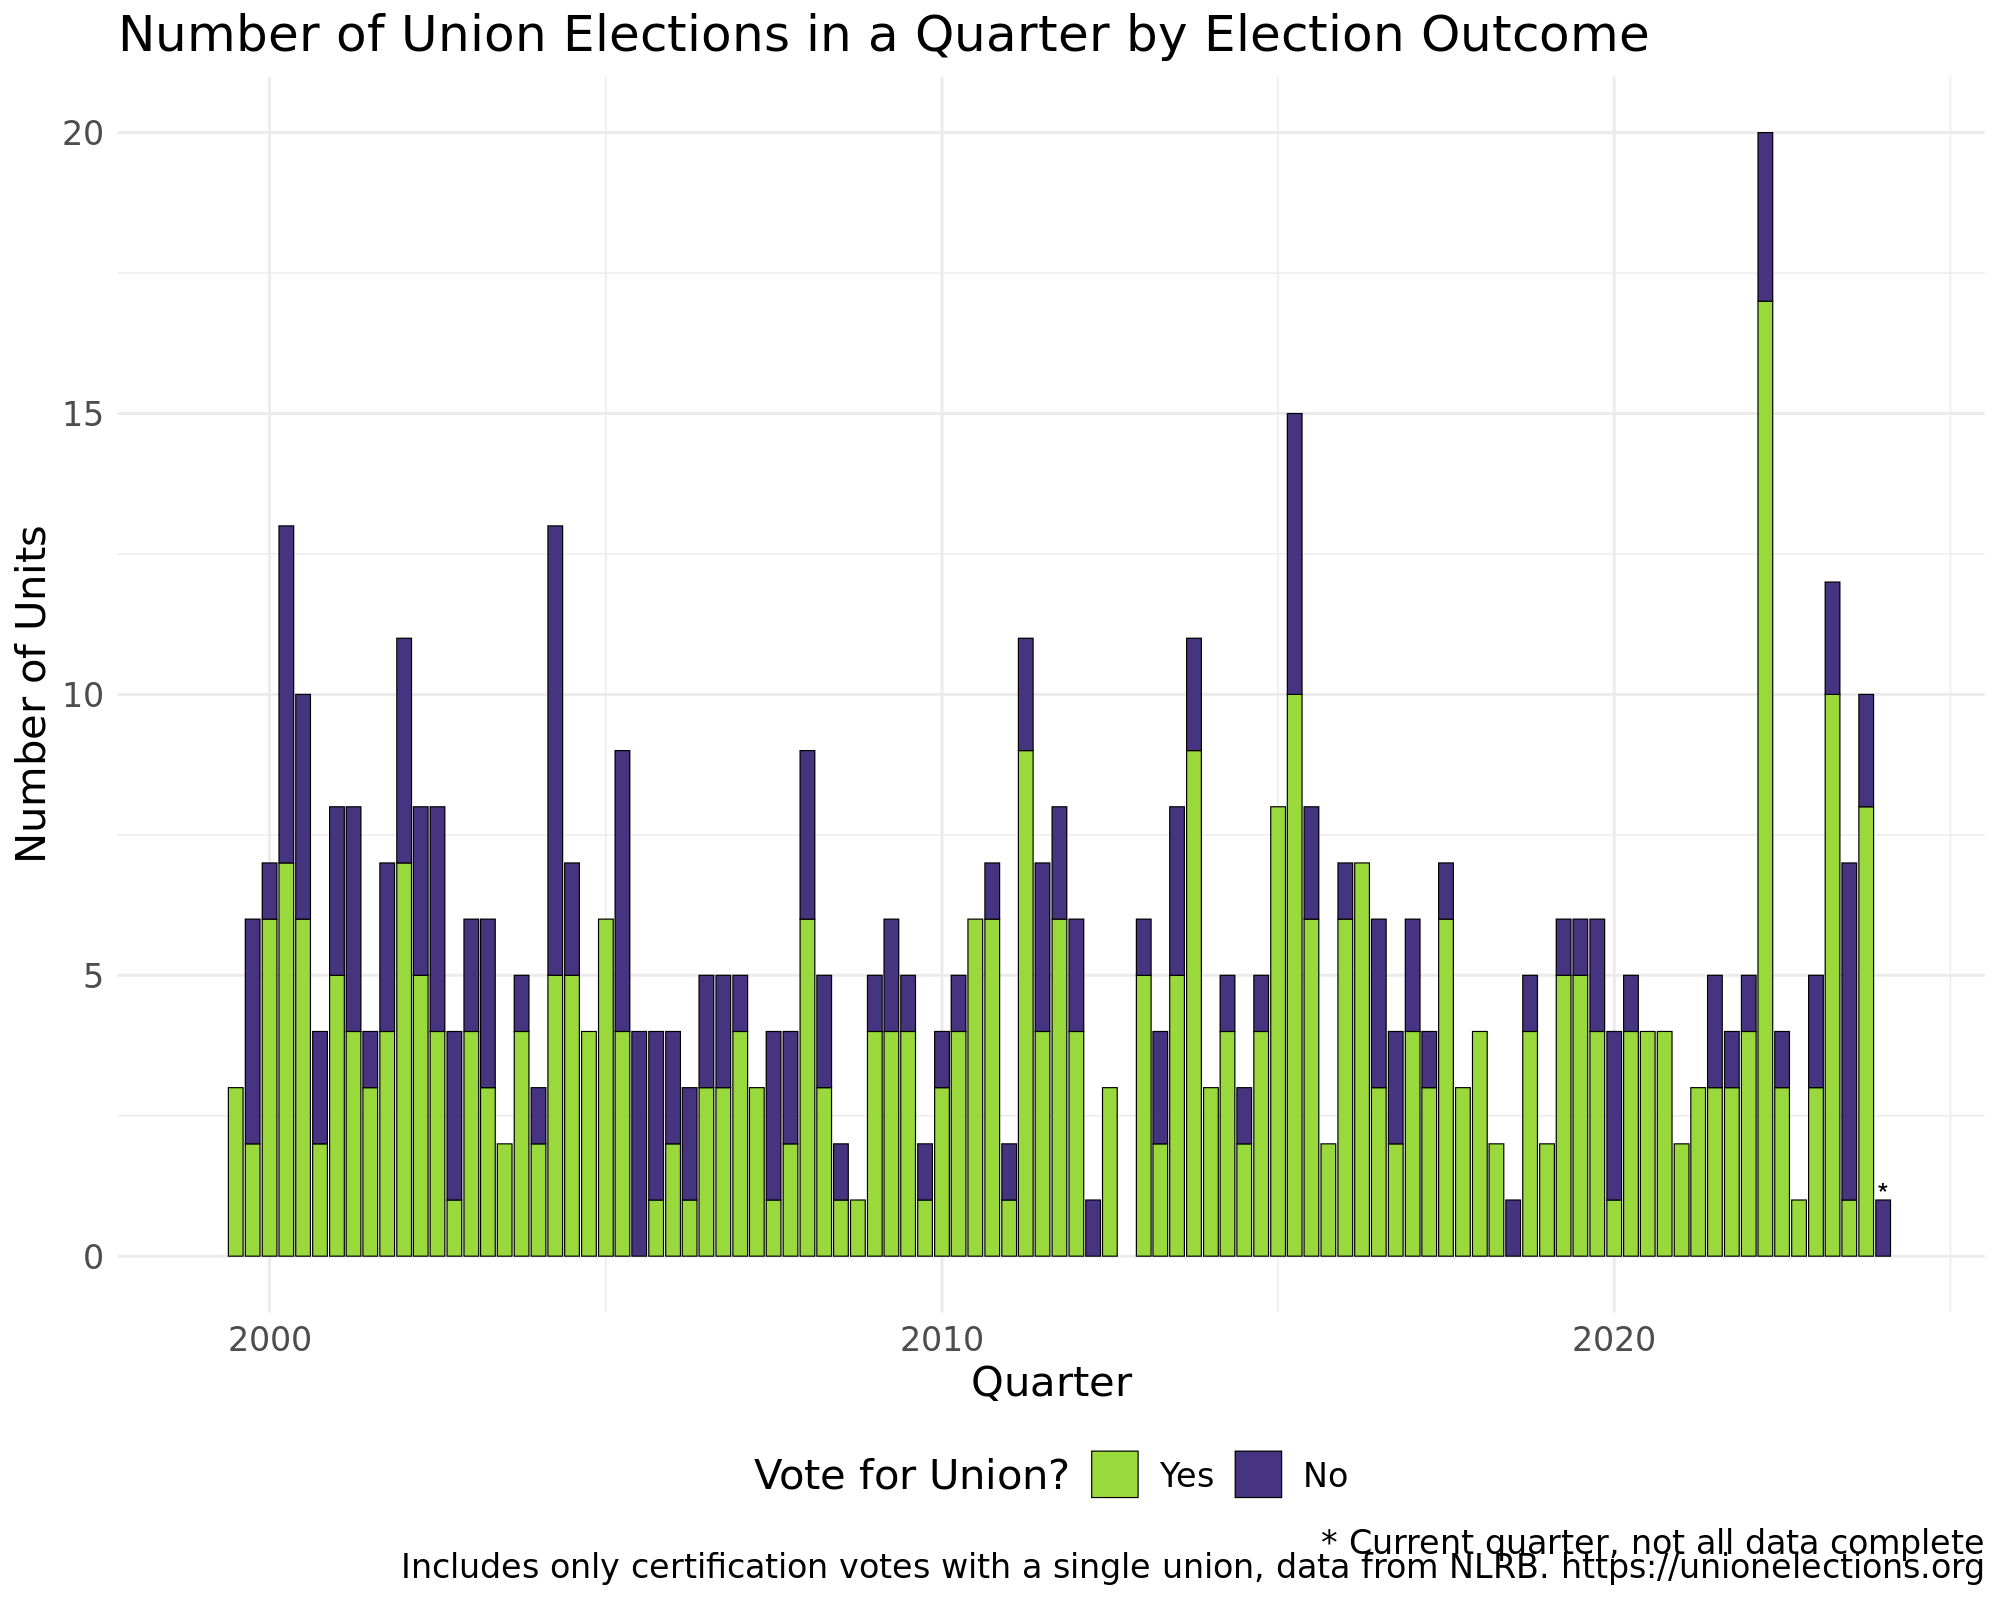 Number of Union Elections in a Quarter by Election Outcome
20
15
10
5
0
Number of Units
*
2000 2010 2020
Quarter
Vote for Union? Yes No
* Current quarter, not all data complete
Includes only certification votes with a single union, data from NLRB. https://unionelections.org